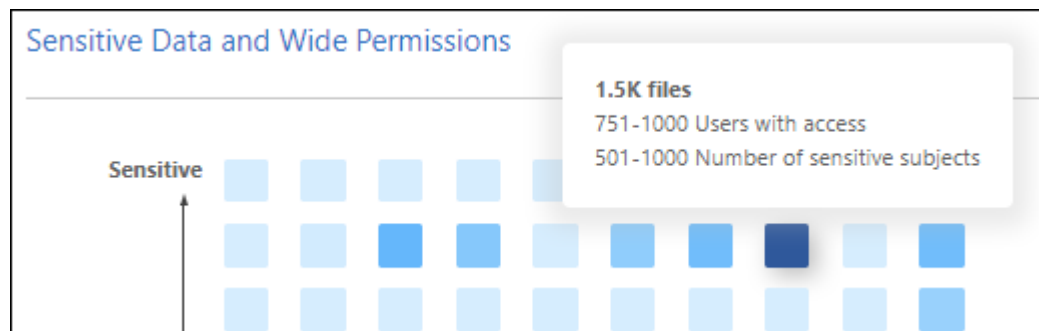 Sensitive Data and Wide Permissions
1.5K files
751-1000 Users with access
501-1000 Number of sensitive subjects
Sensitive